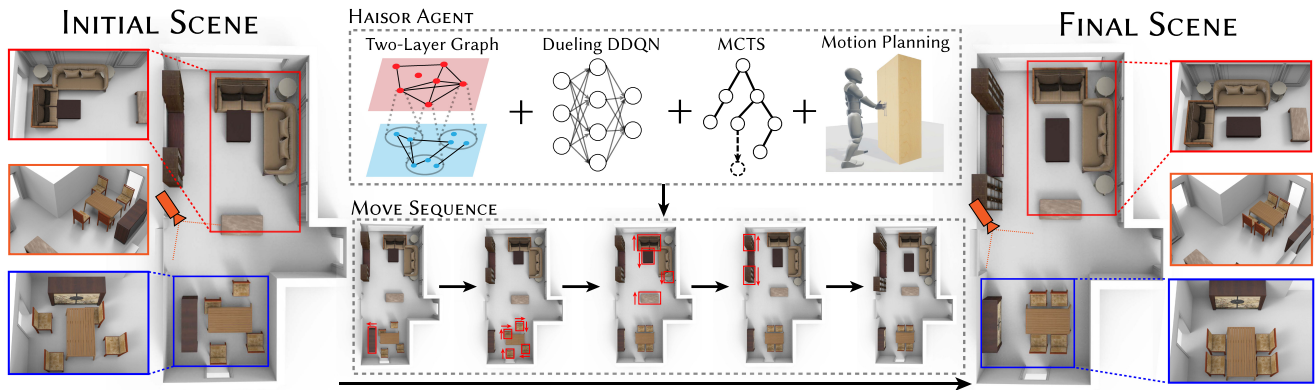 INITIAL SCENE
HAISOR AGENT
Two-Layer Graph
Dueling DDQN
MCTS
Motion Planning
MOVE SEQUENCE
FINAL SCENE